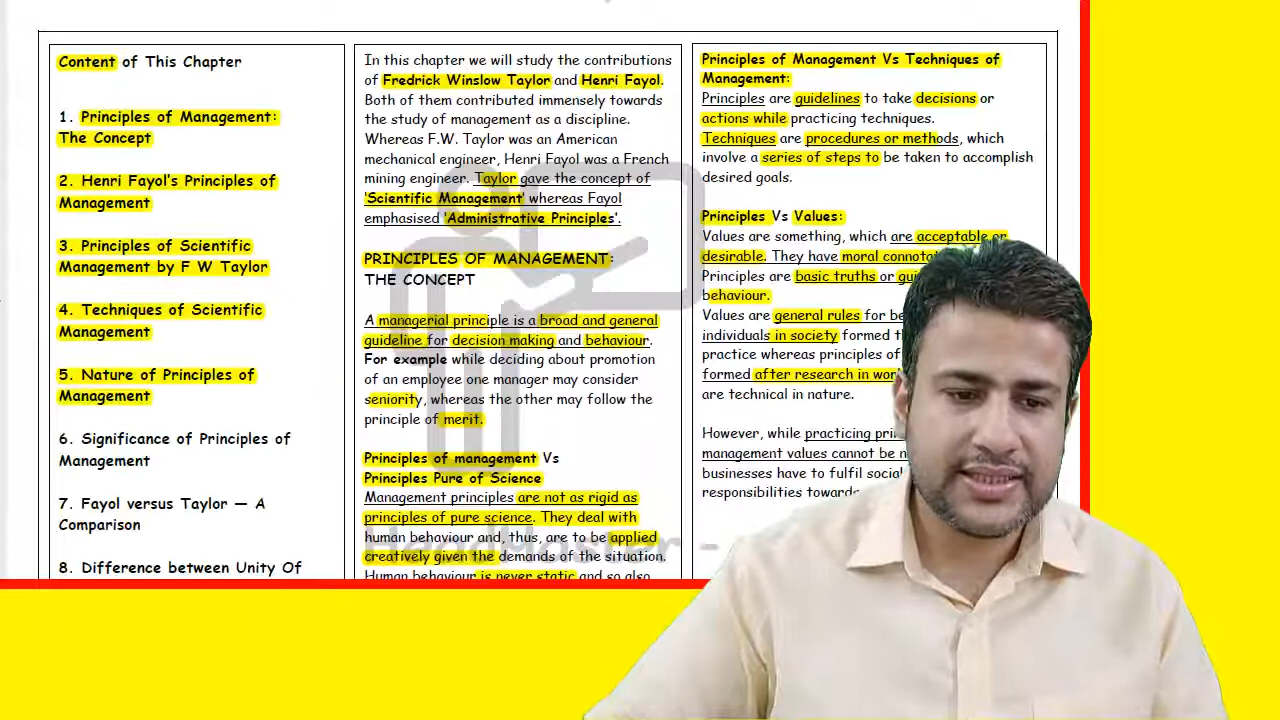 Content of This Chapter
1. Principles of Management:
The Concept
2. Henri Fayol's Principles of
Management
3. Principles of Scientific
Management by F W Taylor
4. Techniques of Scientific
Management
5. Nature of Principles of
Management
6. Significance of Principles of
Management
7. Fayol versus Taylor — A
Comparison
8. Difference between Unity Of
In this chapter we will study the contributions
of Fredrick Winslow Taylor and Henri Fayol.
Both of them contributed immensely towards
the study of management as a discipline.
Whereas F.W. Taylor was an American
mechanical engineer, Henri Fayol was a French
mining engineer. Taylor gave the concept of
'Scientific Management' whereas Fayol
emphasised 'Administrative Principles'.
PRINCIPLES OF MANAGEMENT:
THE CONCEPT
A managerial principle is a broad and general
guideline for decision making and behaviour.
For example while deciding about promotion
of an employee one manager may consider
seniority, whereas the other may follow the
principle of merit.
Principles of management Vs
Principles Pure of Science
Management principles are not as rigid as
principles of pure science. They deal with
human behaviour and, thus, are to be applied
creatively given the demands of the situation.
Human behaviour is never static and so also
Principles of Management Vs Techniques of
Management:
Principles are guidelines to take decisions or
actions while practicing techniques.
Techniques are procedures or methods, which
involve a series of steps to be taken to accomplish
desired goals.
Principles Vs Values:
Values are something, which are acceptable or
desirable. They have moral
Principles are basic truths or
behaviour.
Values are general rules for
individuals in society formed
practice whereas principles of
formed after research in
are technical in nature.
However, while practicing
management values cannot be
businesses have to fulfil
responsibilities